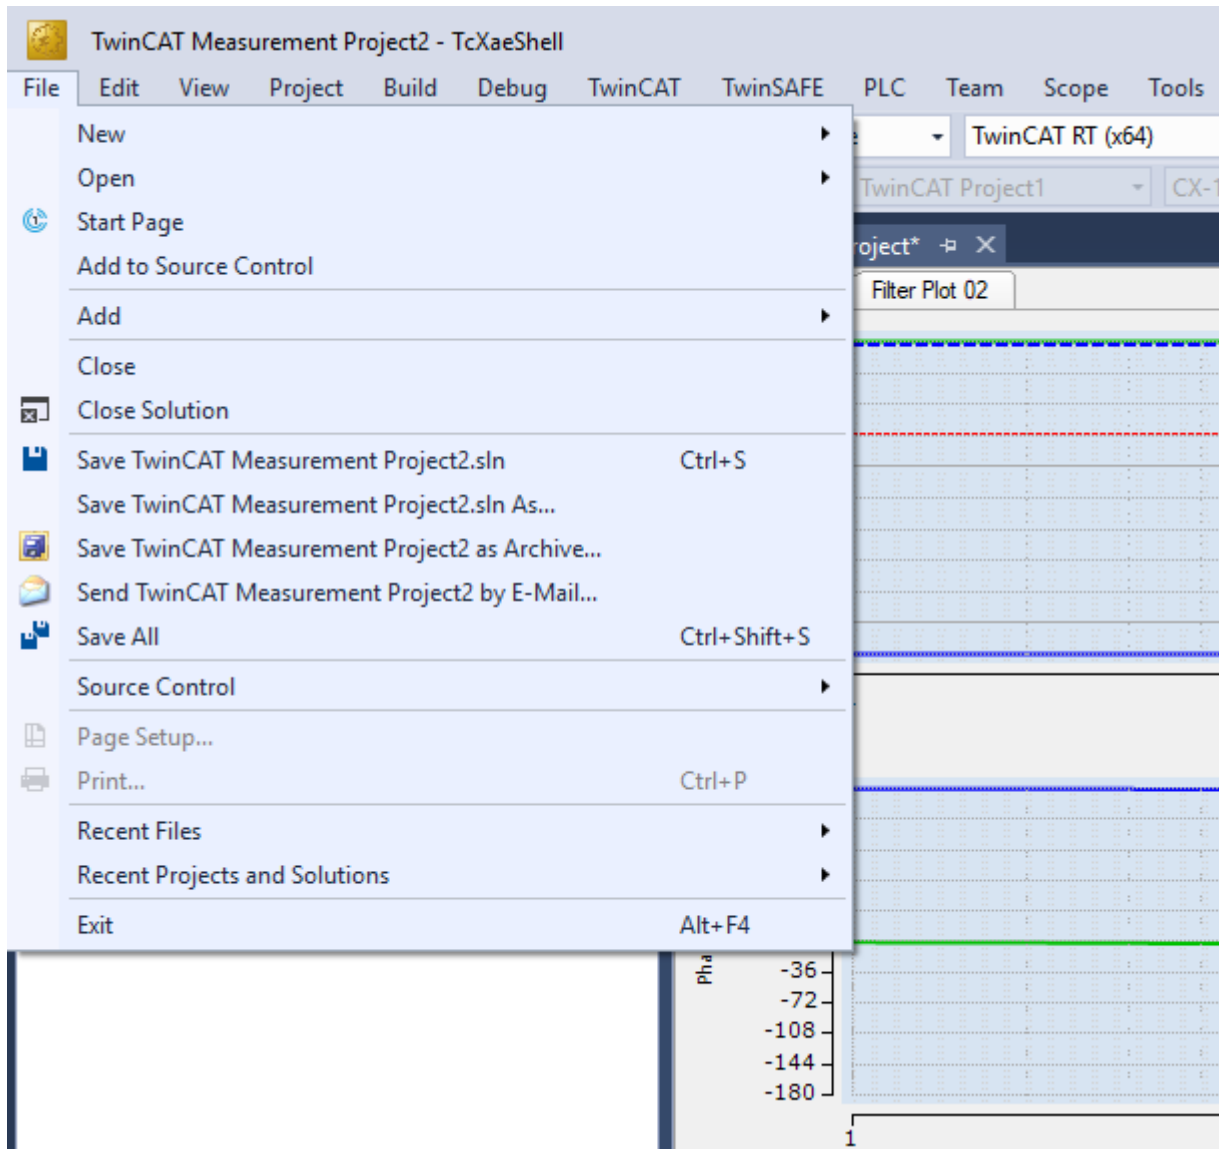 TwinCAT Measurement Project2 - TcXaeShell
File Edit View Project Build Debug TwinCAT TwinSAFE PLC Team Scope Tools
New
TwinCAT RT (x64)
Open
TwinCAT Project1 CX-1
Start Page
roject*
Add to Source Control
Filter Plot 02
Add
Close
Close Solution
Save TwinCAT Measurement Project2.sln Ctrl+S
Save TwinCAT Measurement Project2.sln As...
Save TwinCAT Measurement Project2 as Archive...
Send TwinCAT Measurement Project2 by E-Mail...
Save All Ctrl+Shift+S
Source Control
Page Setup...
Print... Ctrl+P
Recent Files
Recent Projects and Solutions
Exit Alt+F4
Pha
-36
-72
-108
-144
-180
1